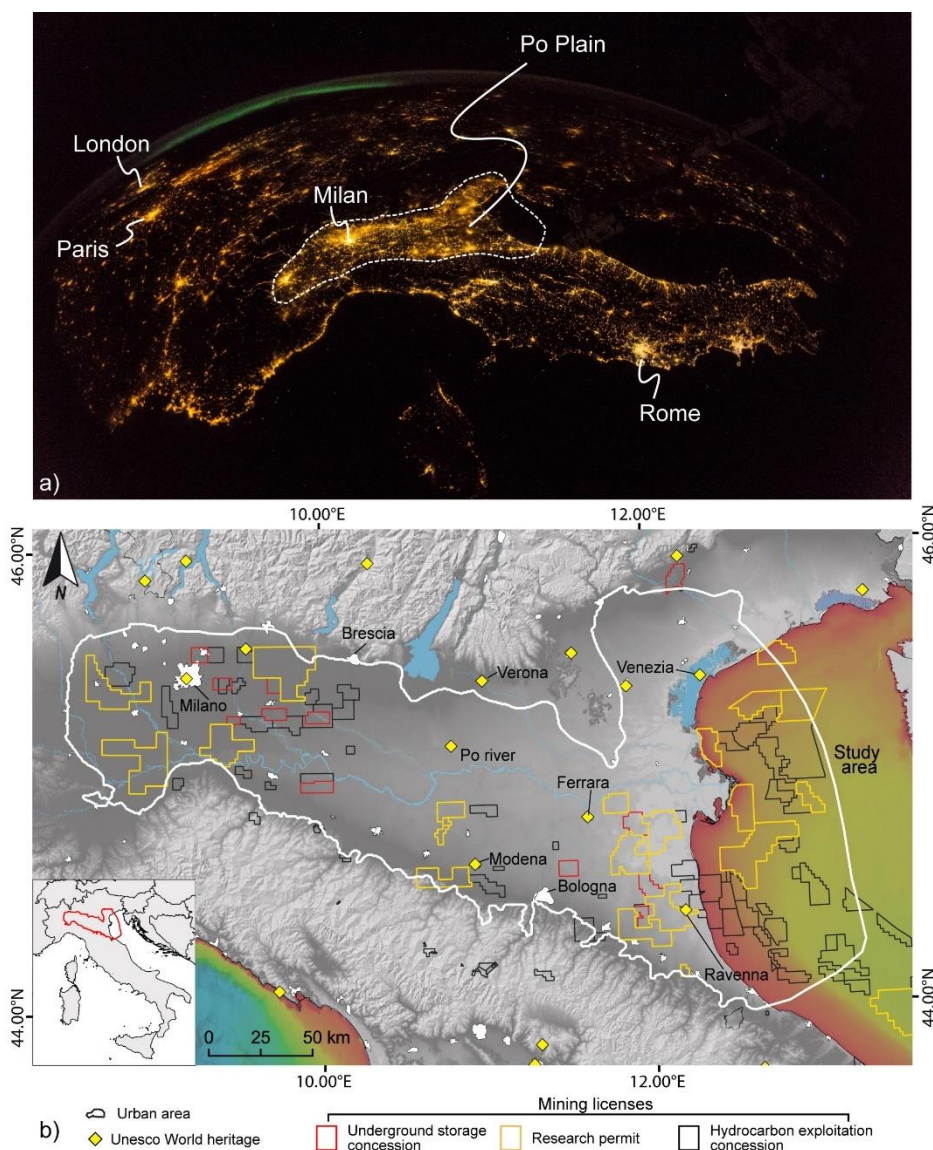 Po Plain
London
Milan
Paris
Rome
a)
10.00°E
12.00°E
46.00°N
46.00°N
N
Brescia
Verona
Venezia
Milano
Study
area
Po river
Ferrara
Modena
Bologna
Ravenna
44.00°N
44.00°N
0 25 50 km
10.00°E
12.00°E
b)
Urban area
Unesco World heritage
Mining licenses
Underground storage
concession
Research permit
Hydrocarbon exploitation
concession